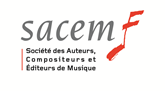 sacem
Société des Auteurs,
Compositeurs et
Éditeurs de Musique